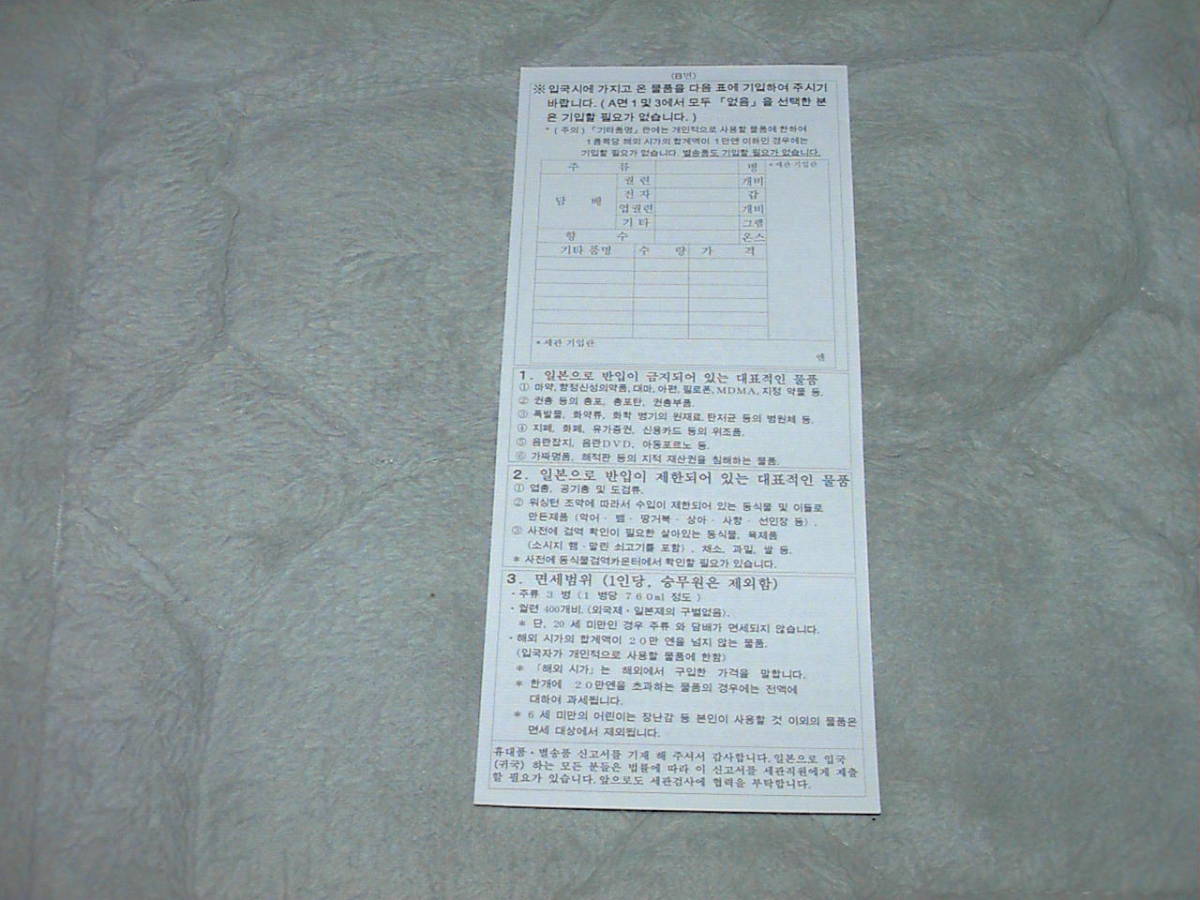 (B면)
※ 입국시에 가지고 온 물품을 다음 표에 기입하여 주시기
바랍니다. ( A면 1 및 3에서 모두 「없음」을 선택한 분
은 기입할 필요가 없습니다. )
* ( 주의 ) 「기타품명」란에는 개인적으로 사용할 물품에 한하여
1품목당 해외 시가의 합계액이 1만엔 이하인 경우에는
기입할 필요가 없습니다. 별송품도 기입할 필요가 없습니다.
주 류 병 *세관 기입란
담 배 궐련 개비
전자 갑
엽궐련 개비
기타 그램
향 수 온스
기타 품명 수 량 가 격
*세관 기입란
엔
1. 일본으로 반입이 금지되어 있는 대표적인 물품
① 마약, 향정신성의약품, 대마, 아편, 필로폰, MDMA, 지정 약물 등.
② 권총 등의 총포, 총포탄, 권총부품.
③ 폭발물, 화약류, 화학 병기의 원재료, 탄저균 등의 병원체 등.
④ 지폐, 화폐, 유가증권, 신용카드 등의 위조품.
⑤ 음란잡지, 음란DVD, 아동포르노 등.
⑥ 가짜명품, 해적판 등의 지적 재산권을 침해하는 물품.
2. 일본으로 반입이 제한되어 있는 대표적인 물품
① 엽총, 공기총 및 도검류.
② 워싱턴 조약에 따라서 수입이 제한되어 있는 동식물 및 이들로
만든제품 (악어 · 뱀 · 땅거북 · 상아 · 사향 · 선인장 등) .
③ 사전에 검역 확인이 필요한 살아있는 동식물, 육제품
(소시지 햄·말린 쇠고기를 포함) , 채소, 과일, 쌀 등.
* 사전에 동식물검역카운터에서 확인할 필요가 있습니다.
3. 면세범위 (1인당, 승무원은 제외함)
· 주류 3 병 (1 병당 760ml 정도 )
· 궐련 400개비, (외국제·일본제의 구별없음).
* 단, 20 세 미만인 경우 주류 와 담배가 면세되지 않습니다.
· 해외 시가의 합계액이 20만 엔을 넘지 않는 물품.
(입국자가 개인적으로 사용할 물품에 한함)
* 「해외 시가」는 해외에서 구입한 가격을 말합니다.
* 한개에 20만엔을 초과하는 물품의 경우에는 전액에
대하여 과세됩니다.
* 6 세 미만의 어린이는 장난감 등 본인이 사용할 것 이외의 물품은
면세 대상에서 제외됩니다.
휴대품·별송품 신고서를 기재 해 주셔서 감사합니다. 일본으로 입국
(귀국) 하는 모든 분들은 법률에 따라 이 신고서를 세관직원에게 제출
할 필요가 있습니다. 앞으로도 세관검사에 협력을 부탁합니다.